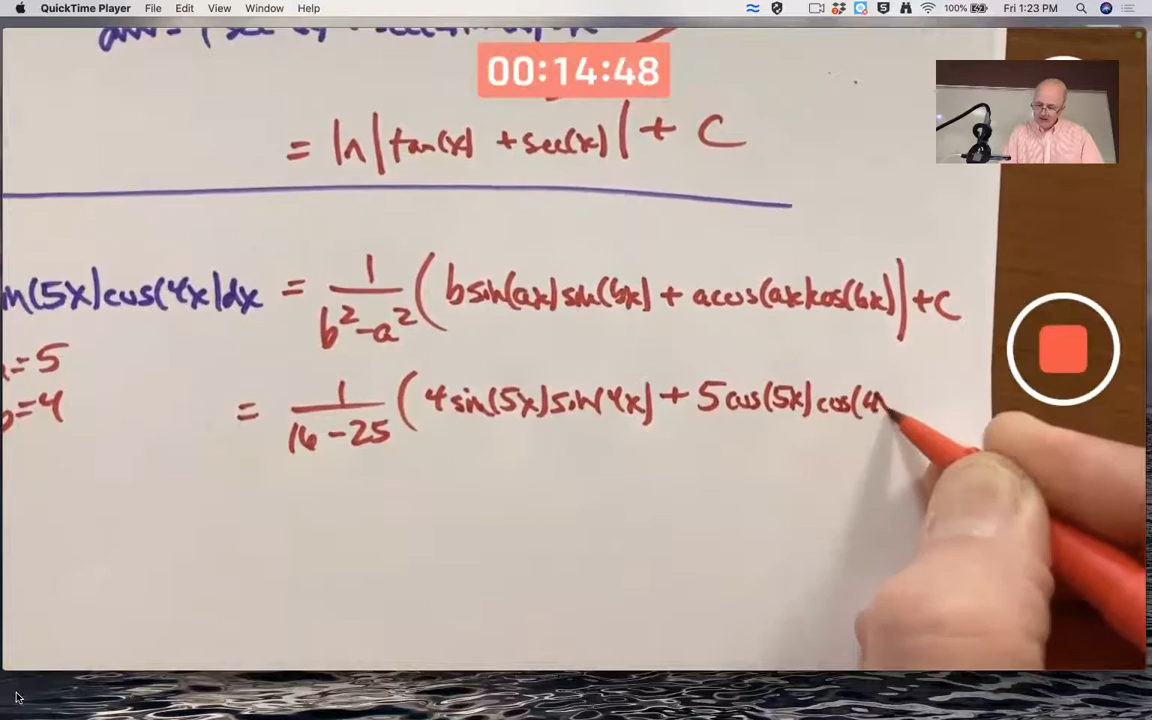 QuickTime Player File Edit View Window Help 100% Fri 1:23 PM
00:14:48
= ln|tan(x) + sec(x)| + C
in(5x)cos(4x)dx = 1/(b²-a²) (bsin(ax)sin(bx) + acos(ax)cos(bx)) + C
=5
=4
= 1/(16-25) (4sin(5x)sin(4x) + 5cos(5x)cos(4